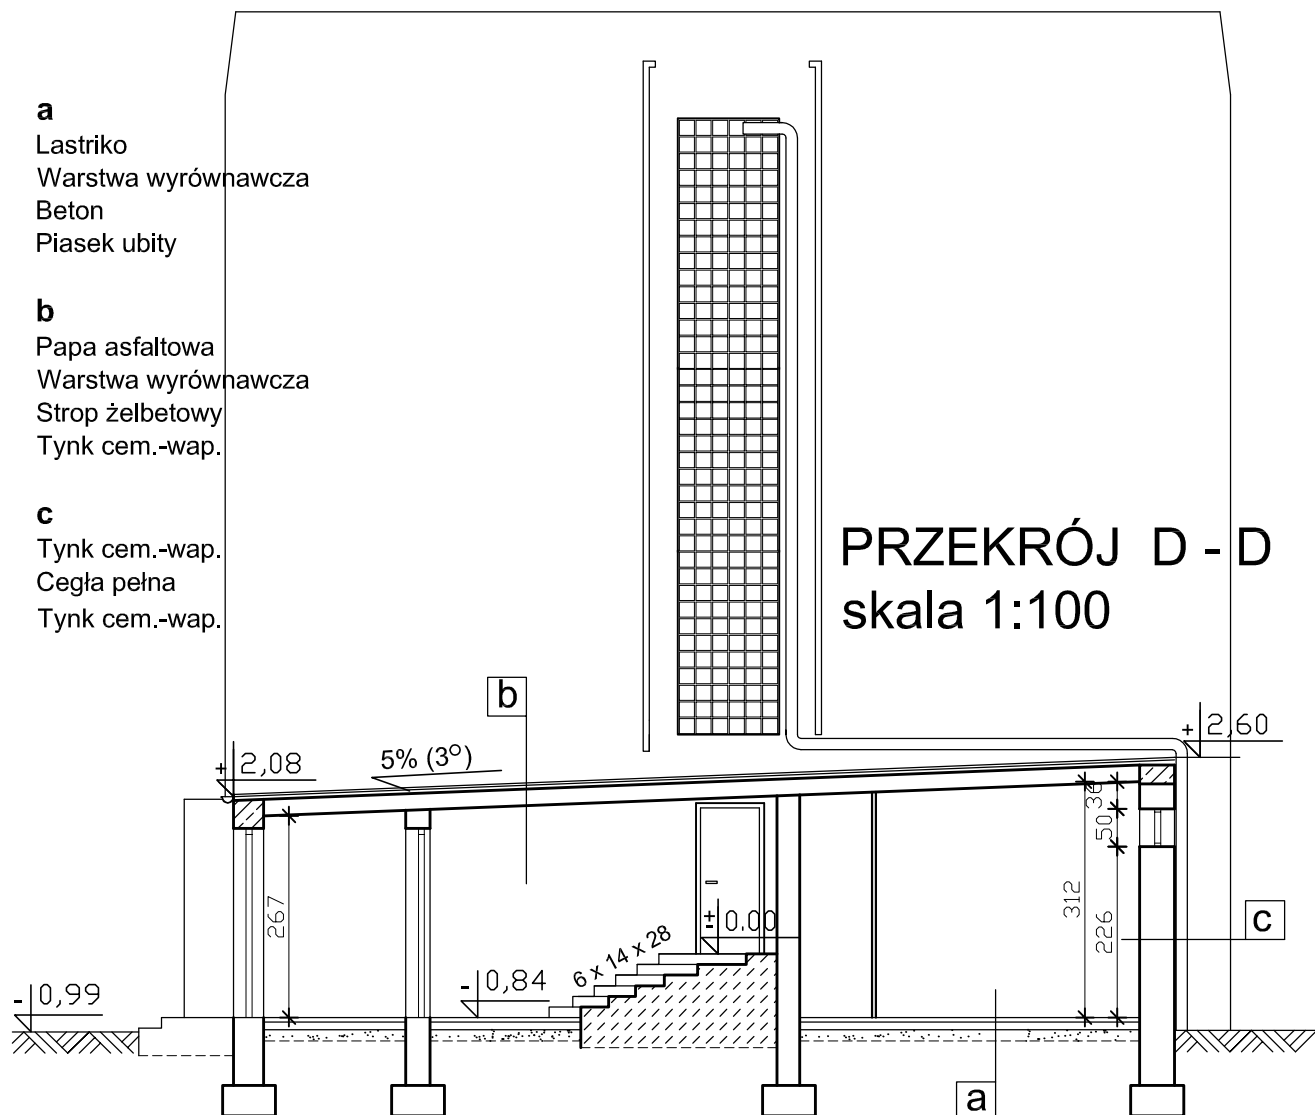 a
Lastriko
Warstwa wyrównawcza
Beton
Piasek ubity
b
Papa asfaltowa
Warstwa wyrównawcza
Strop żelbetowy
Tynk cem.-wap.
c
Tynk cem.-wap.
Cegła pełna
Tynk cem.-wap.
PRZEKRÓJ D - D
skala 1:100
b
+ 2,60
+ 2,08
5% (3°)
36
50
312
226
267
c
-+ 0.00
6 x 14 x 28
- 0,84
- 0,99
a